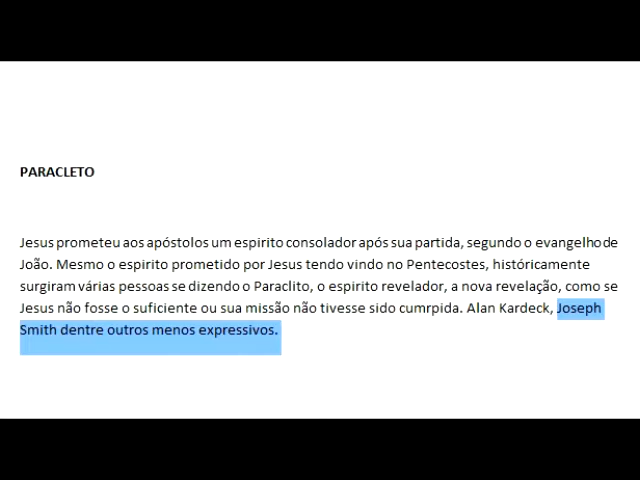 PARACLETO
Jesus prometeu aos apóstolos um espirito consolador após sua partida, segundo o evangelho de
João. Mesmo o espirito prometido por Jesus tendo vindo no Pentecostes, históricamente
surgiram várias pessoas se dizendo o Paraclito, o espirito revelador, a nova revelação, como se
Jesus não fosse o suficiente ou sua missão não tivesse sido cumrpida. Alan Kardeck, Joseph
Smith dentre outros menos expressivos.